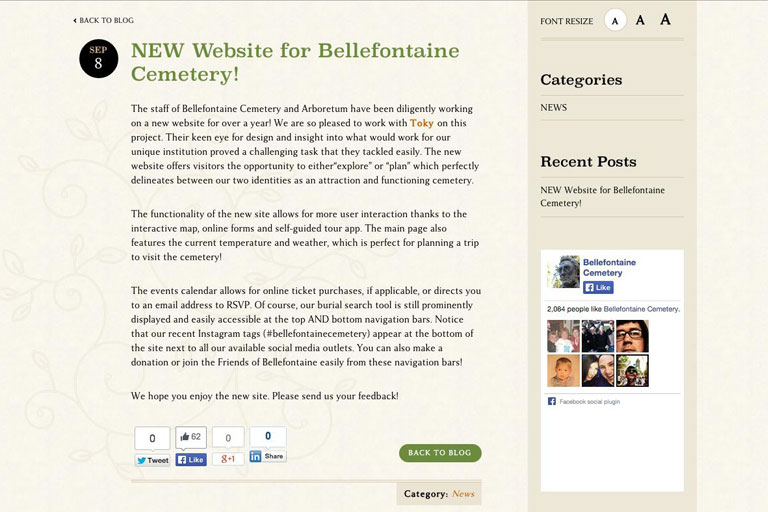 BACK TO BLOG
SEP
8
NEW Website for Bellefontaine
Cemetery!
The staff of Bellefontaine Cemetery and Arboretum have been diligently working
on a new website for over a year! We are so pleased to work with Toky on this
project. Their keen eye for design and insight into what would work for our
unique institution proved a challenging task that they tackled easily. The new
website offers visitors the opportunity to either“explore” or “plan” which perfectly
delineates between our two identities as an attraction and functioning cemetery.
The functionality of the new site allows for more user interaction thanks to the
interactive map, online forms and self-guided tour app. The main page also
features the current temperature and weather, which is perfect for planning a trip
to visit the cemetery!
The events calendar allows for online ticket purchases, if applicable, or directs you
to an email address to RSVP. Of course, our burial search tool is still prominently
displayed and easily accessible at the top AND bottom navigation bars. Notice
that our recent Instagram tags (#bellefontainecemetery) appear at the bottom of
the site next to all our available social media outlets. You can also make a
donation or join the Friends of Bellefontaine easily from these navigation bars!
We hope you enjoy the new site. Please send us your feedback!
0 62 0 0
Tweet Like g+1 in Share
BACK TO BLOG
Category: News
FONT RESIZE A A A
Categories
NEWS
Recent Posts
NEW Website for Bellefontaine
Cemetery!
Bellefontaine
Cemetery
Like
2,084 people like Bellefontaine Cemetery.
Facebook social plugin